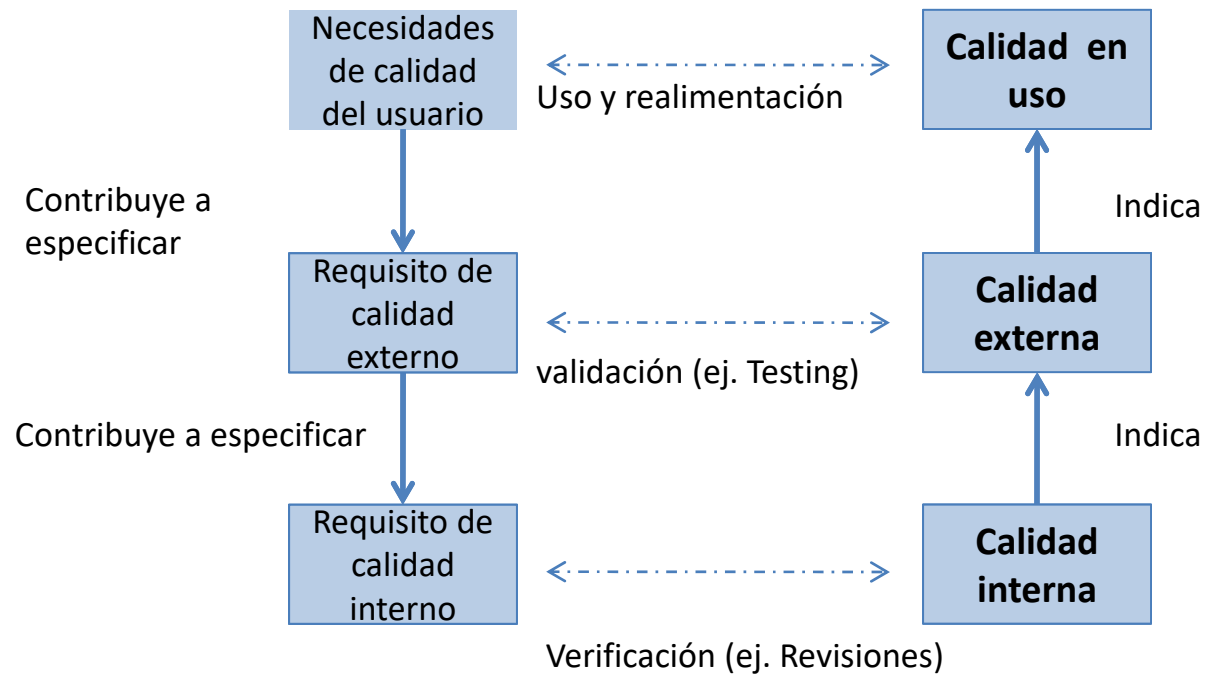 Necesidades
de calidad
del usuario
Uso y realimentación
Calidad en
uso
Contribuye a
especificar
Indica
Requisito de
calidad
externo
validación (ej. Testing)
Calidad
externa
Contribuye a especificar
Indica
Requisito de
calidad
interno
Verificación (ej. Revisiones)
Calidad
interna